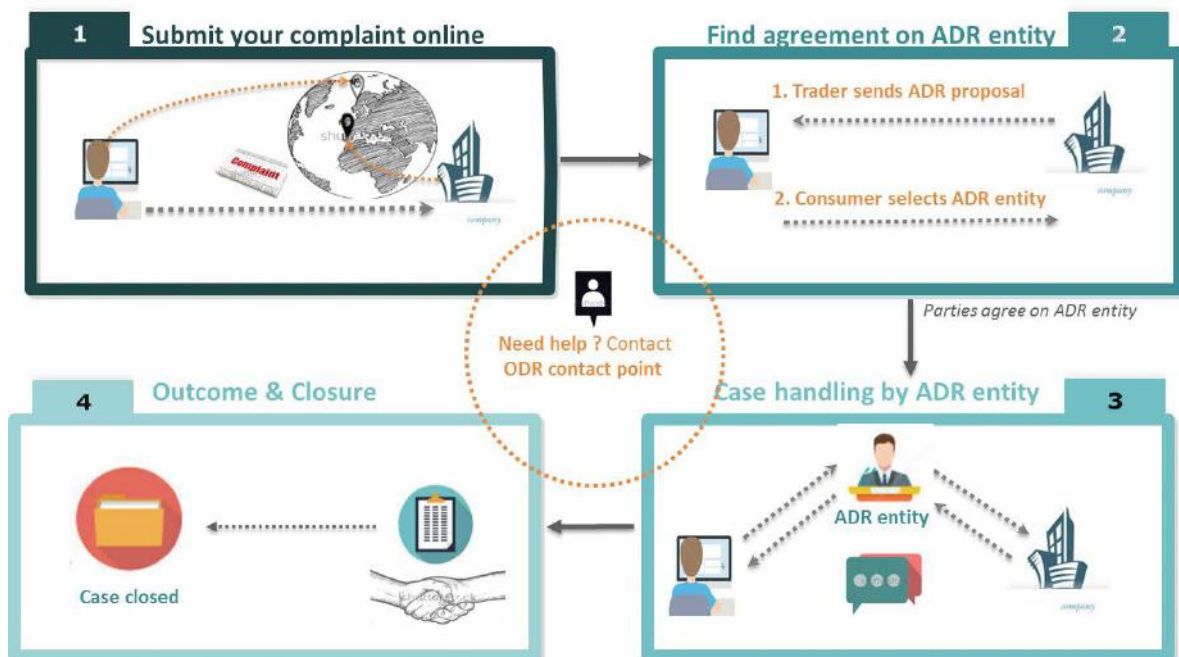 1
Submit your complaint online
Complaint
company
Find agreement on ADR entity
2
1. Trader sends ADR proposal
2. Consumer selects ADR entity
company
Need help ? Contact
ODR contact point
Parties agree on ADR entity
4
Outcome & Closure
Case closed
Case handling by ADR entity
3
ADR entity
company